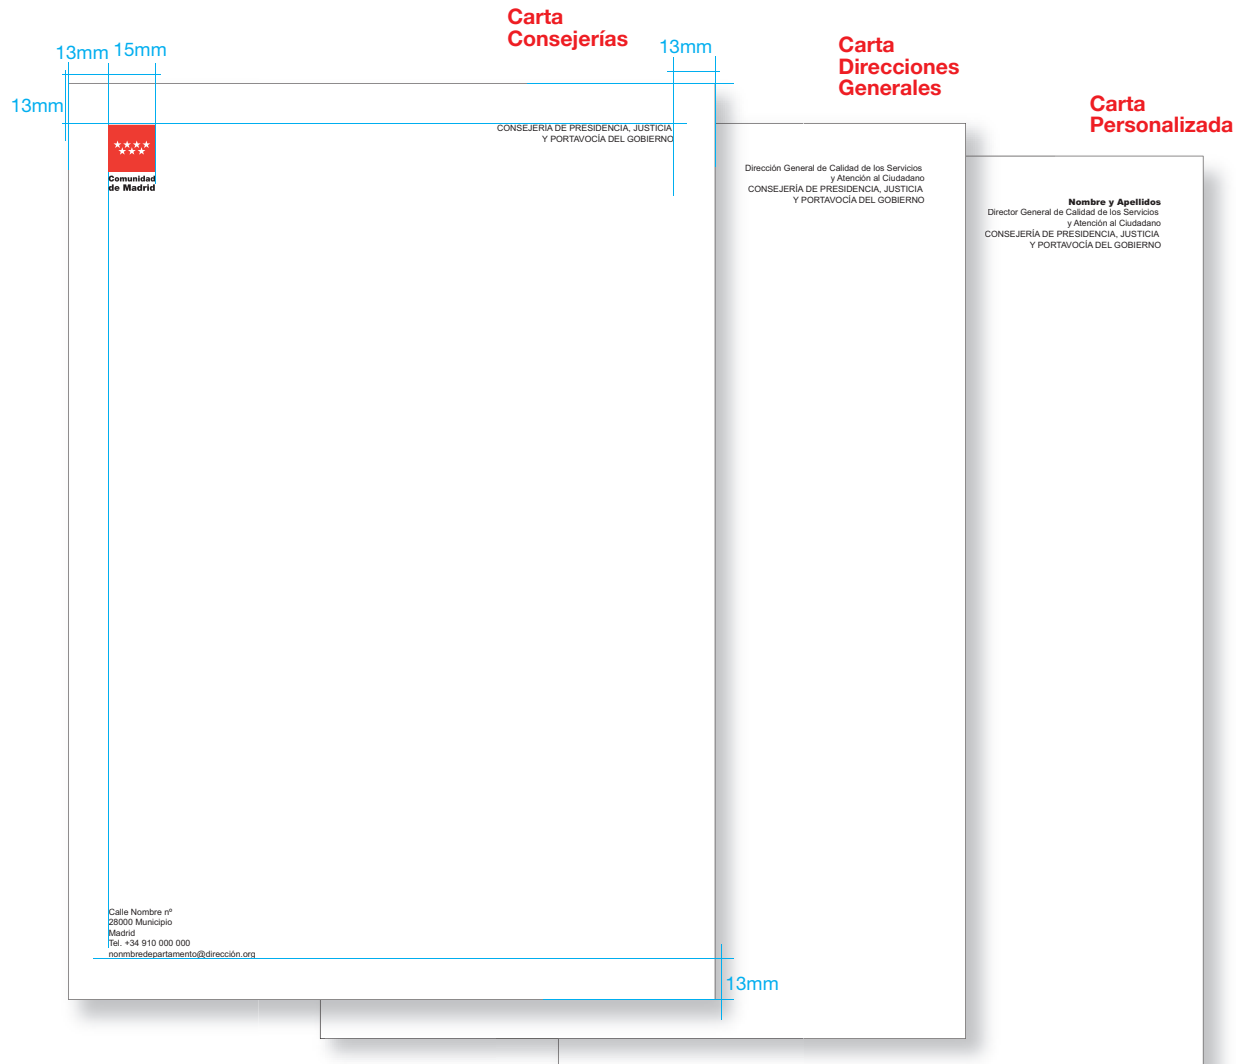 Carta
Consejerías
13mm 15mm
13mm
13mm
Carta
Direcciones
Generales
Carta
Personalizada
CONSEJERÍA DE PRESIDENCIA, JUSTICIA
Y PORTAVOCÍA DEL GOBIERNO
Comunidad
de Madrid
Dirección General de Calidad de los Servicios
y Atención al Ciudadano
CONSEJERÍA DE PRESIDENCIA, JUSTICIA
Y PORTAVOCÍA DEL GOBIERNO
Nombre y Apellidos
Director General de Calidad de los Servicios
y Atención al Ciudadano
CONSEJERÍA DE PRESIDENCIA, JUSTICIA
Y PORTAVOCÍA DEL GOBIERNO
Calle Nombre nº
28000 Municipio
Madrid
Tel. +34 910 000 000
nonmbredepartamento@dirección.org
13mm